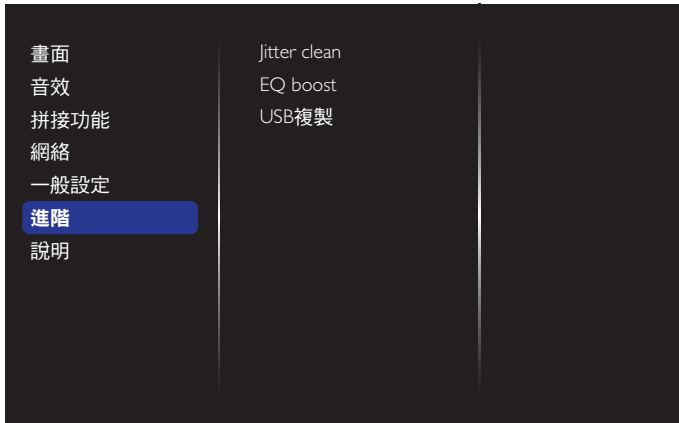 畫面
音效
拼接功能
網絡
一般設定
進階
說明
Jitter clean
EQ boost
USB複製